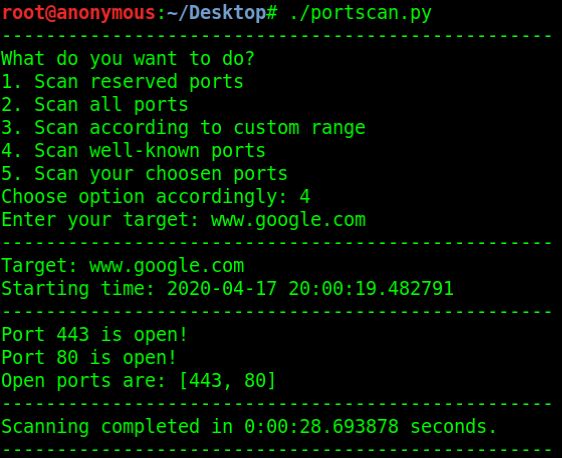 root@anonymous:~/Desktop# ./portscan.py
--------------------------------------------------
What do you want to do?
1. Scan reserved ports
2. Scan all ports
3. Scan according to custom range
4. Scan well-known ports
5. Scan your choosen ports
Choose option accordingly: 4
Enter your target: www.google.com
--------------------------------------------------
Target: www.google.com
Starting time: 2020-04-17 20:00:19.482791
--------------------------------------------------
Port 443 is open!
Port 80 is open!
Open ports are: [443, 80]
--------------------------------------------------
Scanning completed in 0:00:28.693878 seconds.
--------------------------------------------------